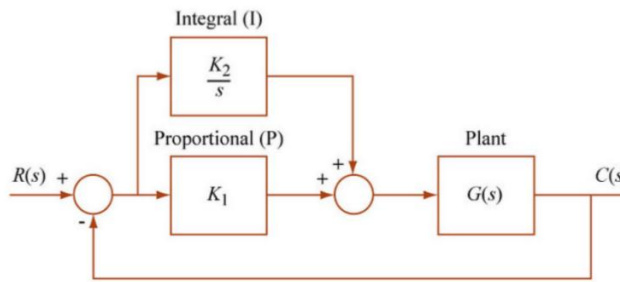 Integral (I)
K₂
s
Proportional (P)
Plant
R(s) +
+
+
C(s
K₁
G(s)
-